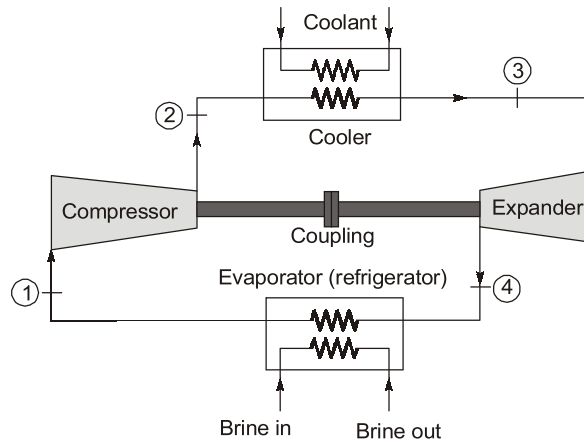 Coolant
3
2
Cooler
Compressor
Expander
Coupling
Evaporator (refrigerator)
1
4
Brine in
Brine out